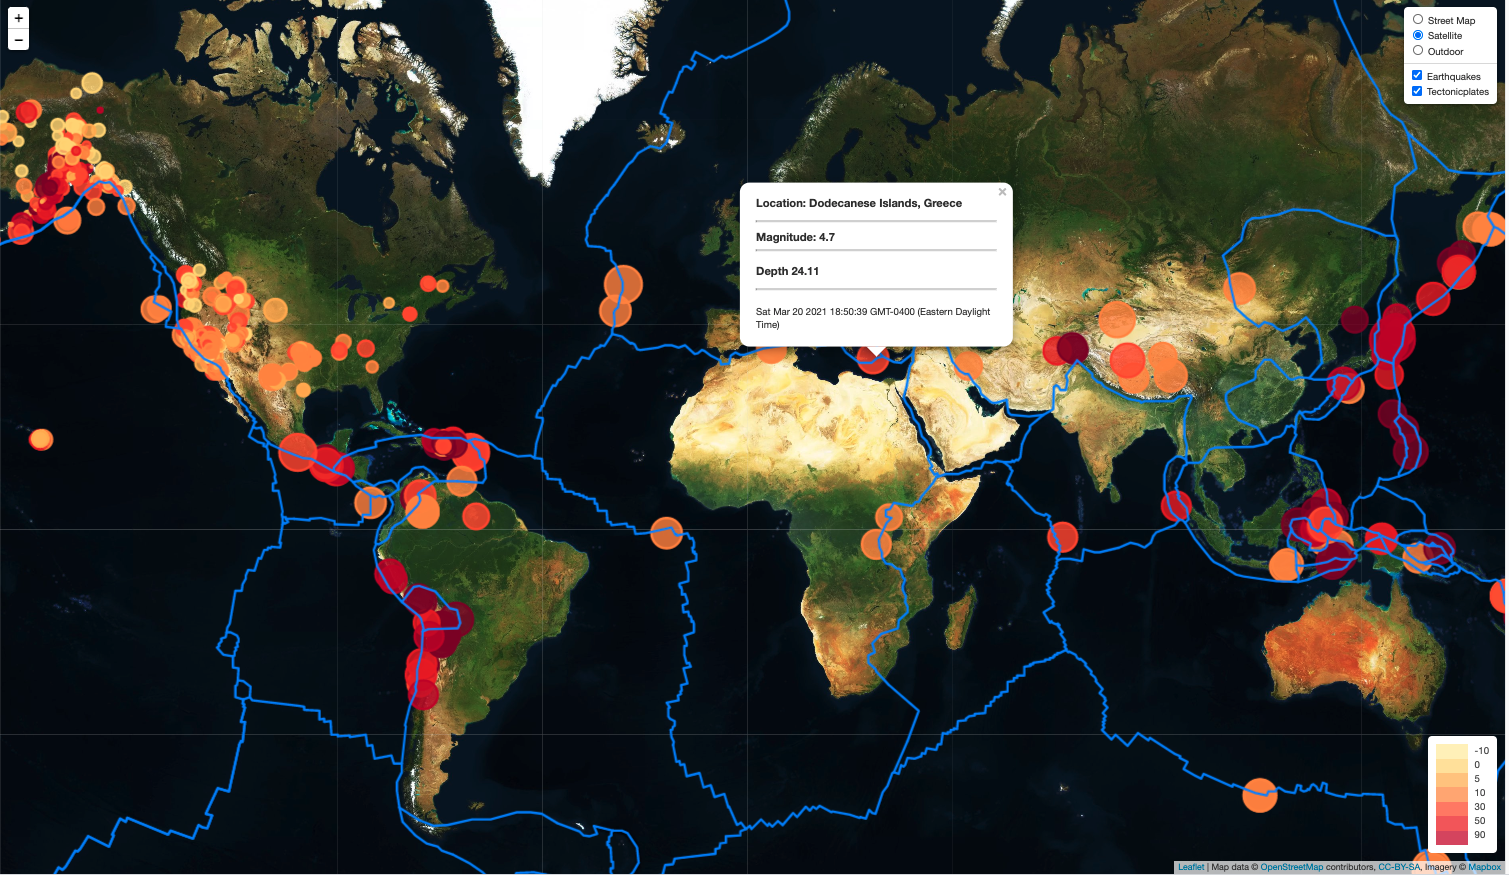 +
−
Street Map
Satellite
Outdoor
Earthquakes
Tectonicplates
×
Location: Dodecanese Islands, Greece
Magnitude: 4.7
Depth 24.11
Sat Mar 20 2021 18:50:39 GMT-0400 (Eastern Daylight
Time)
-10
0
5
10
30
50
90
Leaflet | Map data © OpenStreetMap contributors, CC-BY-SA, Imagery © Mapbox